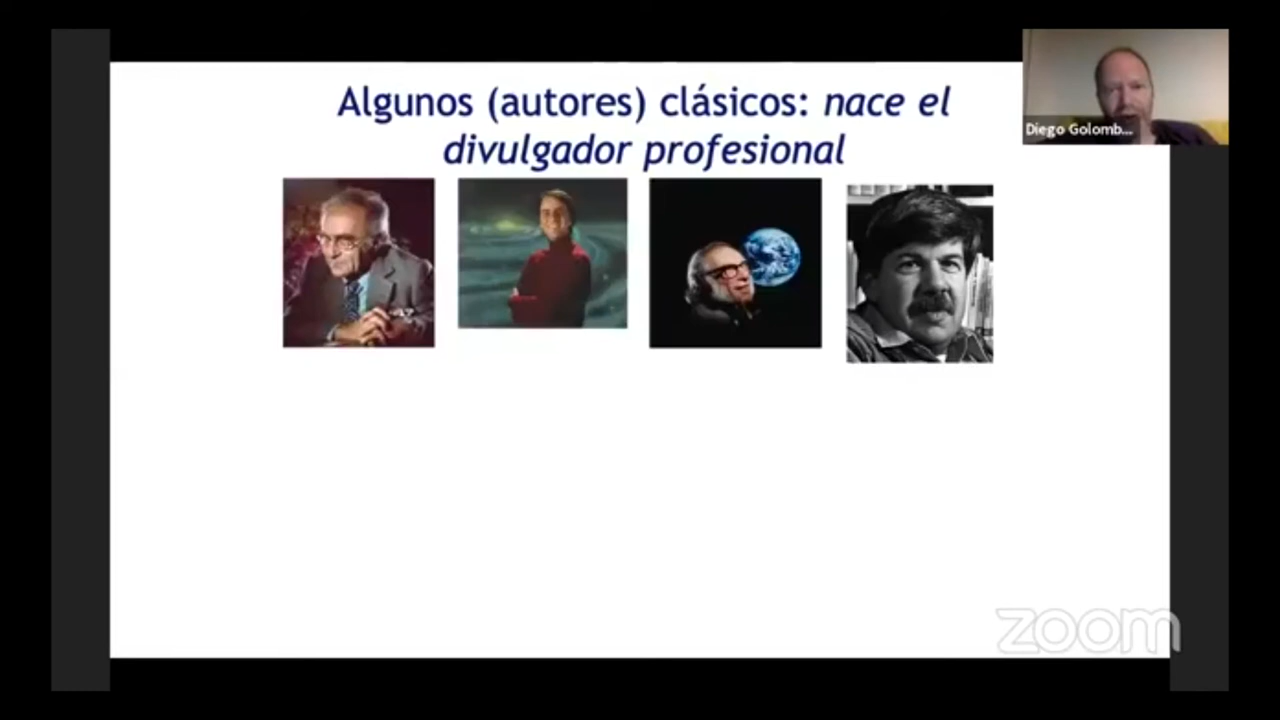 Algunos (autores) clásicos: nace el
divulgador profesional
Diego Golomb...
zoom